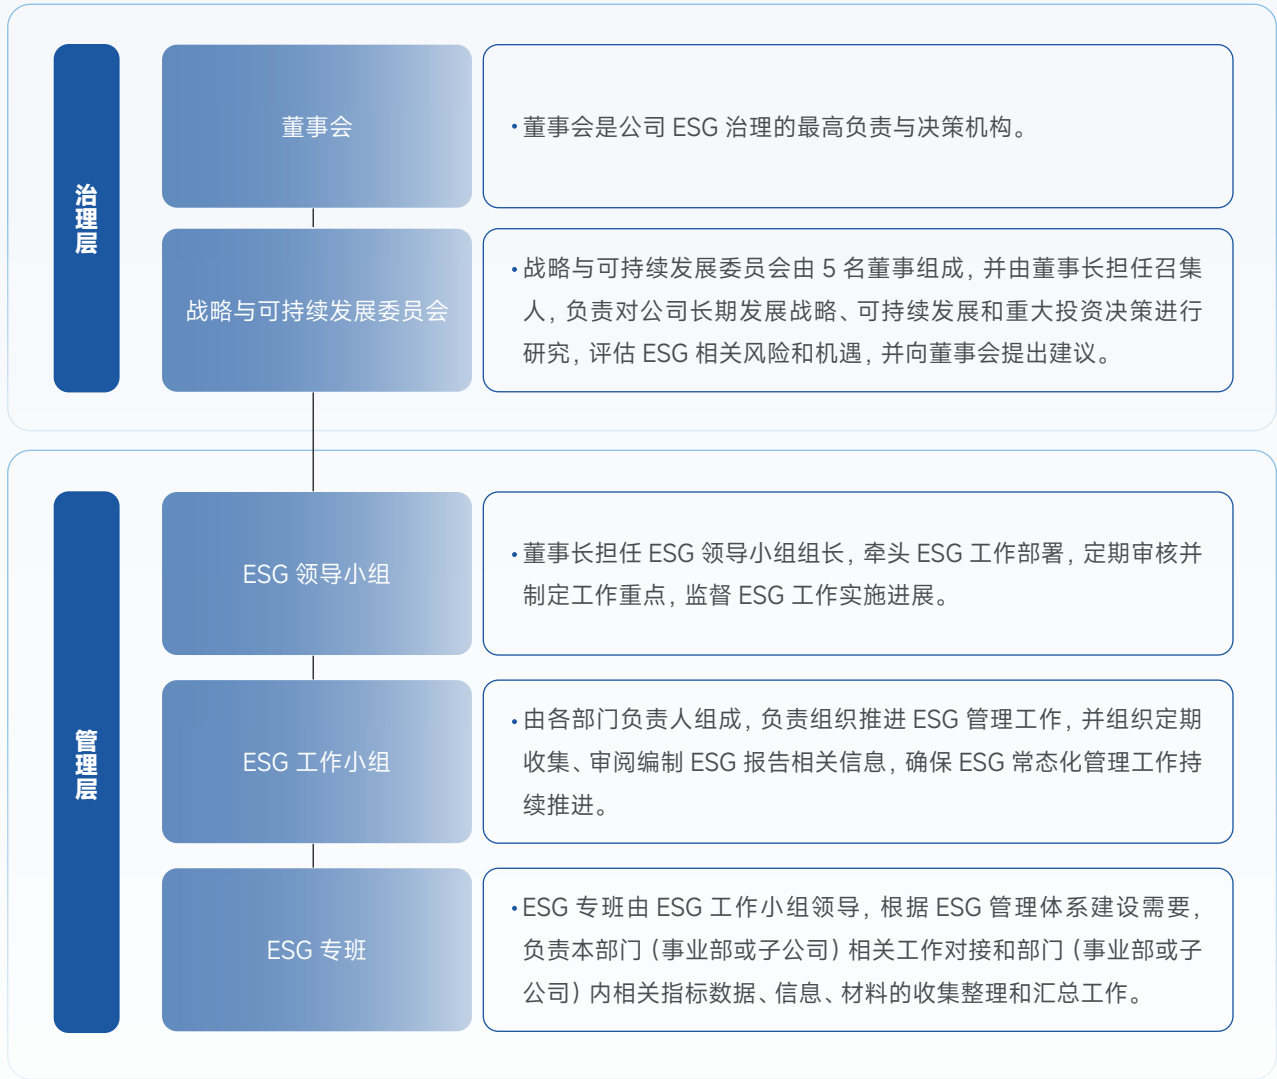 治理层
董事会
• 董事会是公司 ESG 治理的最高负责与决策机构。
战略与可持续发展委员会
• 战略与可持续发展委员会由 5 名董事组成，并由董事长担任召集
人，负责对公司长期发展战略、可持续发展和重大投资决策进行
研究，评估 ESG 相关风险和机遇，并向董事会提出建议。
管理层
ESG 领导小组
• 董事长担任 ESG 领导小组组长，牵头 ESG 工作部署，定期审核并
制定工作重点，监督 ESG 工作实施进展。
ESG 工作小组
• 由各部门负责人组成，负责组织推进 ESG 管理工作，并组织定期
收集、审阅编制 ESG 报告相关信息，确保 ESG 常态化管理工作持
续推进。
ESG 专班
• ESG 专班由 ESG 工作小组领导，根据 ESG 管理体系建设需要，
负责本部门（事业部或子公司）相关工作对接和部门（事业部或子
公司）内相关指标数据、信息、材料的收集整理和汇总工作。